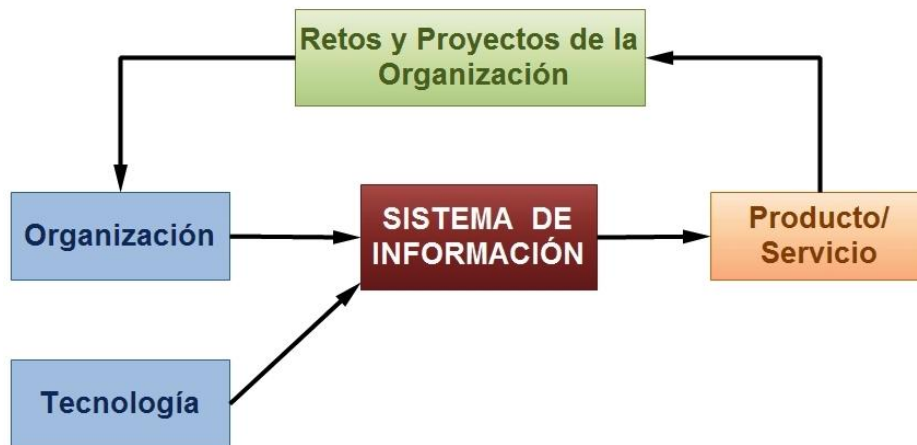 Retos y Proyectos de la
Organización
Organización
SISTEMA DE
INFORMACIÓN
Producto/
Servicio
Tecnología